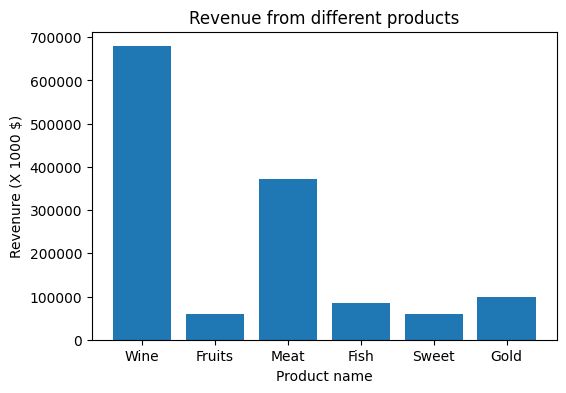 Revenue from different products
Revenure (X 1000 $)
700000
600000
500000
400000
300000
200000
100000
0
Wine Fruits Meat Fish Sweet Gold
Product name